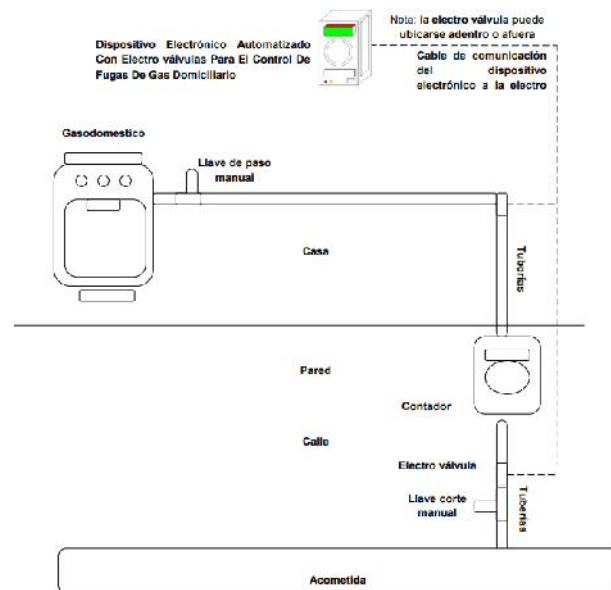 Nota: la electro válvula puede
ubicarse adentro o afuera
Dispositivo Electrónico Automatizado
Con Electro válvulas Para El Control De
Fugas De Gas Domiciliario
Cable de comunicación
del dispositivo
electrónico a la electro
Gasodomestico
Llave de paso
manual
Casa
Tuberías
Pared
Contador
Calle
Electro válvula
Llave corte
manual
Tuberías
Acometida